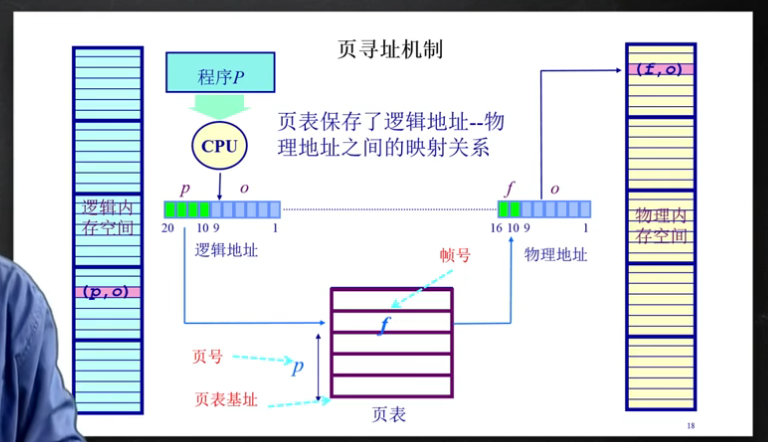 页寻址机制
程序P
CPU
页表保存了逻辑地址--物
理地址之间的映射关系
p o
20 10 9 1
逻辑地址
f o
16 10 9 1
物理地址
(f,o)
逻辑内
存空间
物理内
存空间
(p,o)
帧号
f
页号
p
页表基址
页表
18